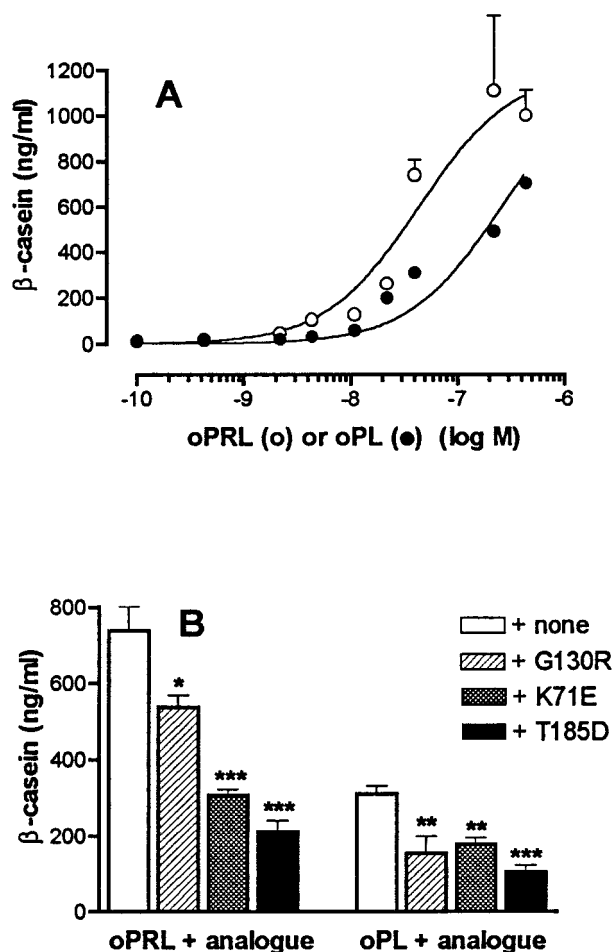 A
β-casein (ng/ml)
1200
1000
800
600
400
200
0
-10 -9 -8 -7 -6
oPRL (o) or oPL (●) (log M)
B
β-casein (ng/ml)
800
600
400
200
0
+ none
+ G130R
+ K71E
+ T185D
* *** *** ** ** ***
oPRL + analogue oPL + analogue